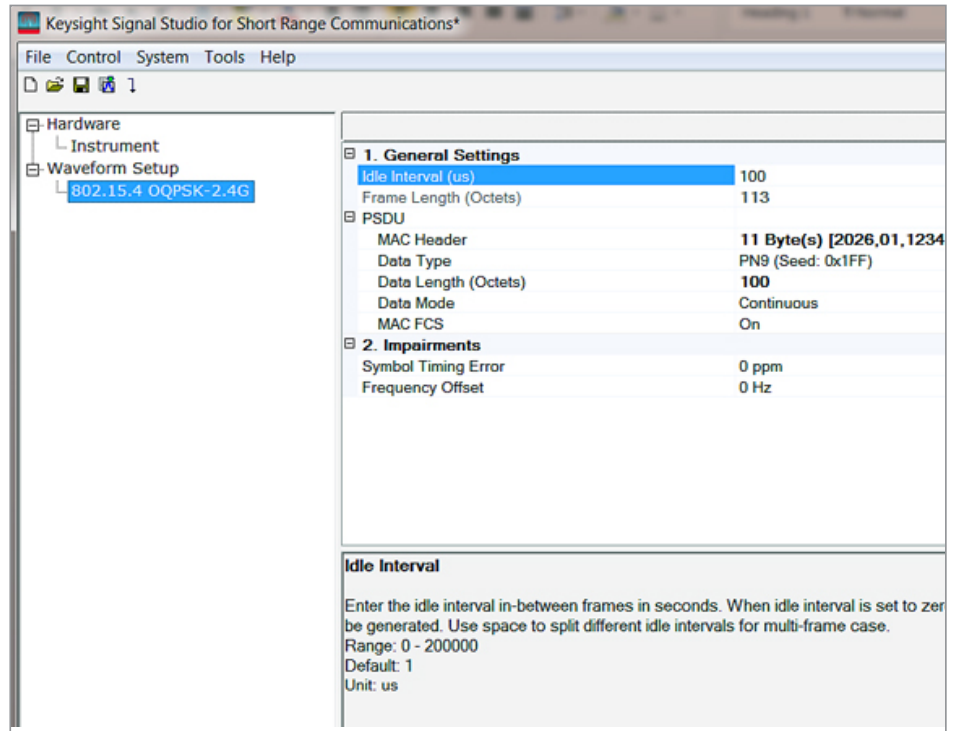 Keysight Signal Studio for Short Range Communications*
File Control System Tools Help
Hardware
Instrument
Waveform Setup
802.15.4 OQPSK-2.4G
1. General Settings
Idle Interval (us) 100
Frame Length (Octets) 113
PSDU
MAC Header 11 Byte(s) [2026,01,1234
Data Type PN9 (Seed: 0x1FF)
Data Length (Octets) 100
Data Mode Continuous
MAC FCS On
2. Impairments
Symbol Timing Error 0 ppm
Frequency Offset 0 Hz
Idle Interval
Enter the idle interval in-between frames in seconds. When idle interval is set to zer
be generated. Use space to split different idle intervals for multi-frame case.
Range: 0 - 200000
Default: 1
Unit: us